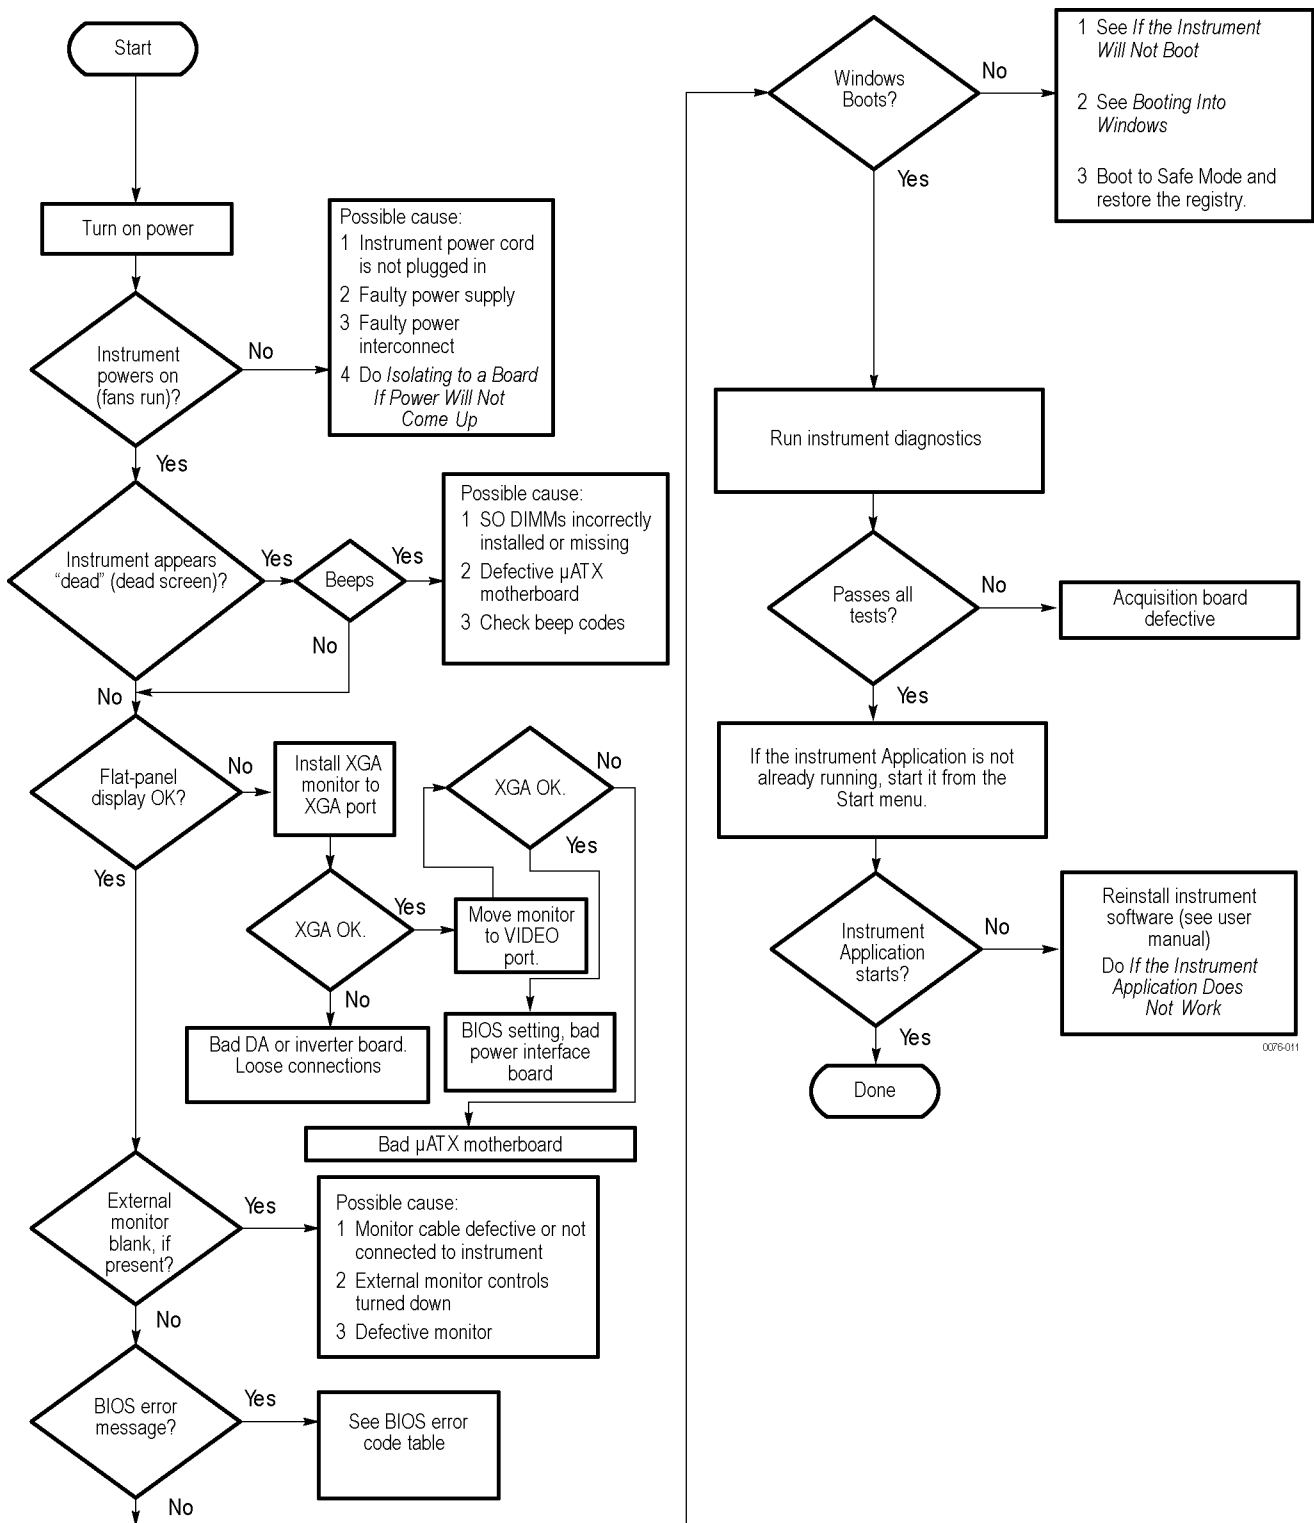 Start
Turn on power
Instrument
powers on
(fans run)?
No
Possible cause:
1 Instrument power cord
is not plugged in
2 Faulty power supply
3 Faulty power
interconnect
4 Do Isolating to a Board
If Power Will Not
Come Up
Yes
Instrument appears
“dead” (dead screen)?
Yes
Beeps
Yes
Possible cause:
1 SO DIMMs incorrectly
installed or missing
2 Defective µATX
motherboard
3 Check beep codes
No
No
Flat-panel
display OK?
No
Install XGA
monitor to
XGA port
XGA OK.
Yes
Move monitor
to VIDEO
port.
XGA OK.
No
Yes
No
Bad DA or inverter board.
Loose connections
BIOS setting, bad
power interface
board
Bad µATX motherboard
Yes
External
monitor
blank, if
present?
Yes
Possible cause:
1 Monitor cable defective or not
connected to instrument
2 External monitor controls
turned down
3 Defective monitor
No
BIOS error
message?
Yes
See BIOS error
code table
No
Windows
Boots?
No
1 See If the Instrument
Will Not Boot
2 See Booting Into
Windows
3 Boot to Safe Mode and
restore the registry.
Yes
Run instrument diagnostics
Passes all
tests?
No
Acquisition board
defective
Yes
If the instrument Application is not
already running, start it from the
Start menu.
Instrument
Application
starts?
No
Reinstall instrument
software (see user
manual)
Do If the Instrument
Application Does
Not Work
Yes
Done
0076-011